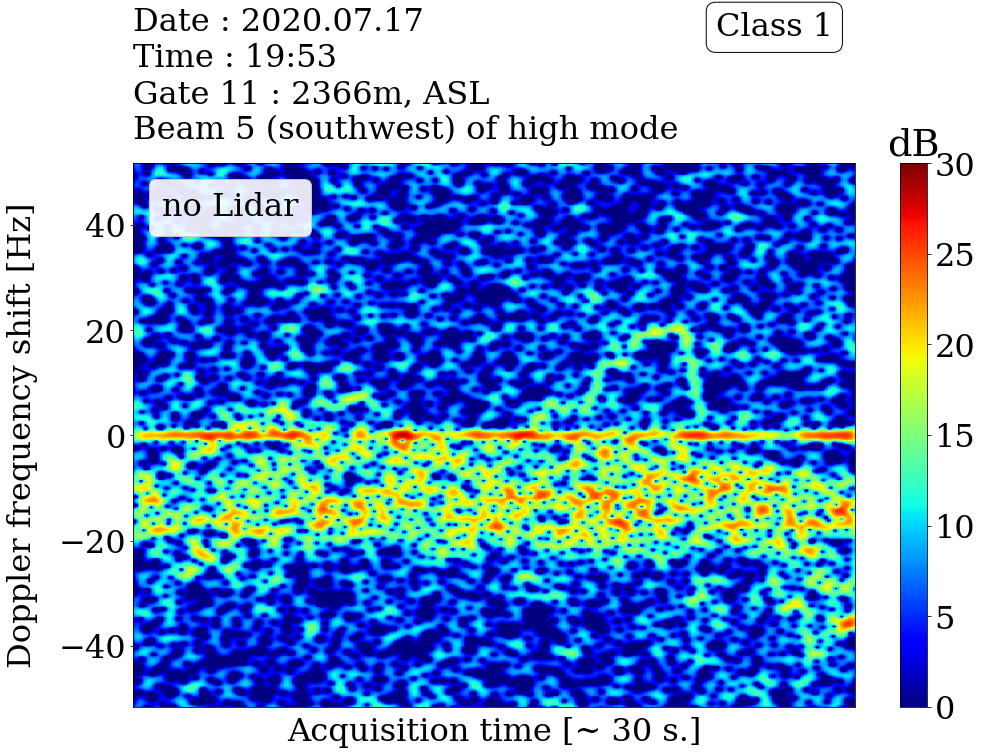 Date : 2020.07.17
Time : 19:53
Gate 11 : 2366m, ASL
Beam 5 (southwest) of high mode
Class 1
dB
no Lidar
Doppler frequency shift [Hz]
40
20
0
−20
−40
30
25
20
15
10
5
0
Acquisition time [~ 30 s.]